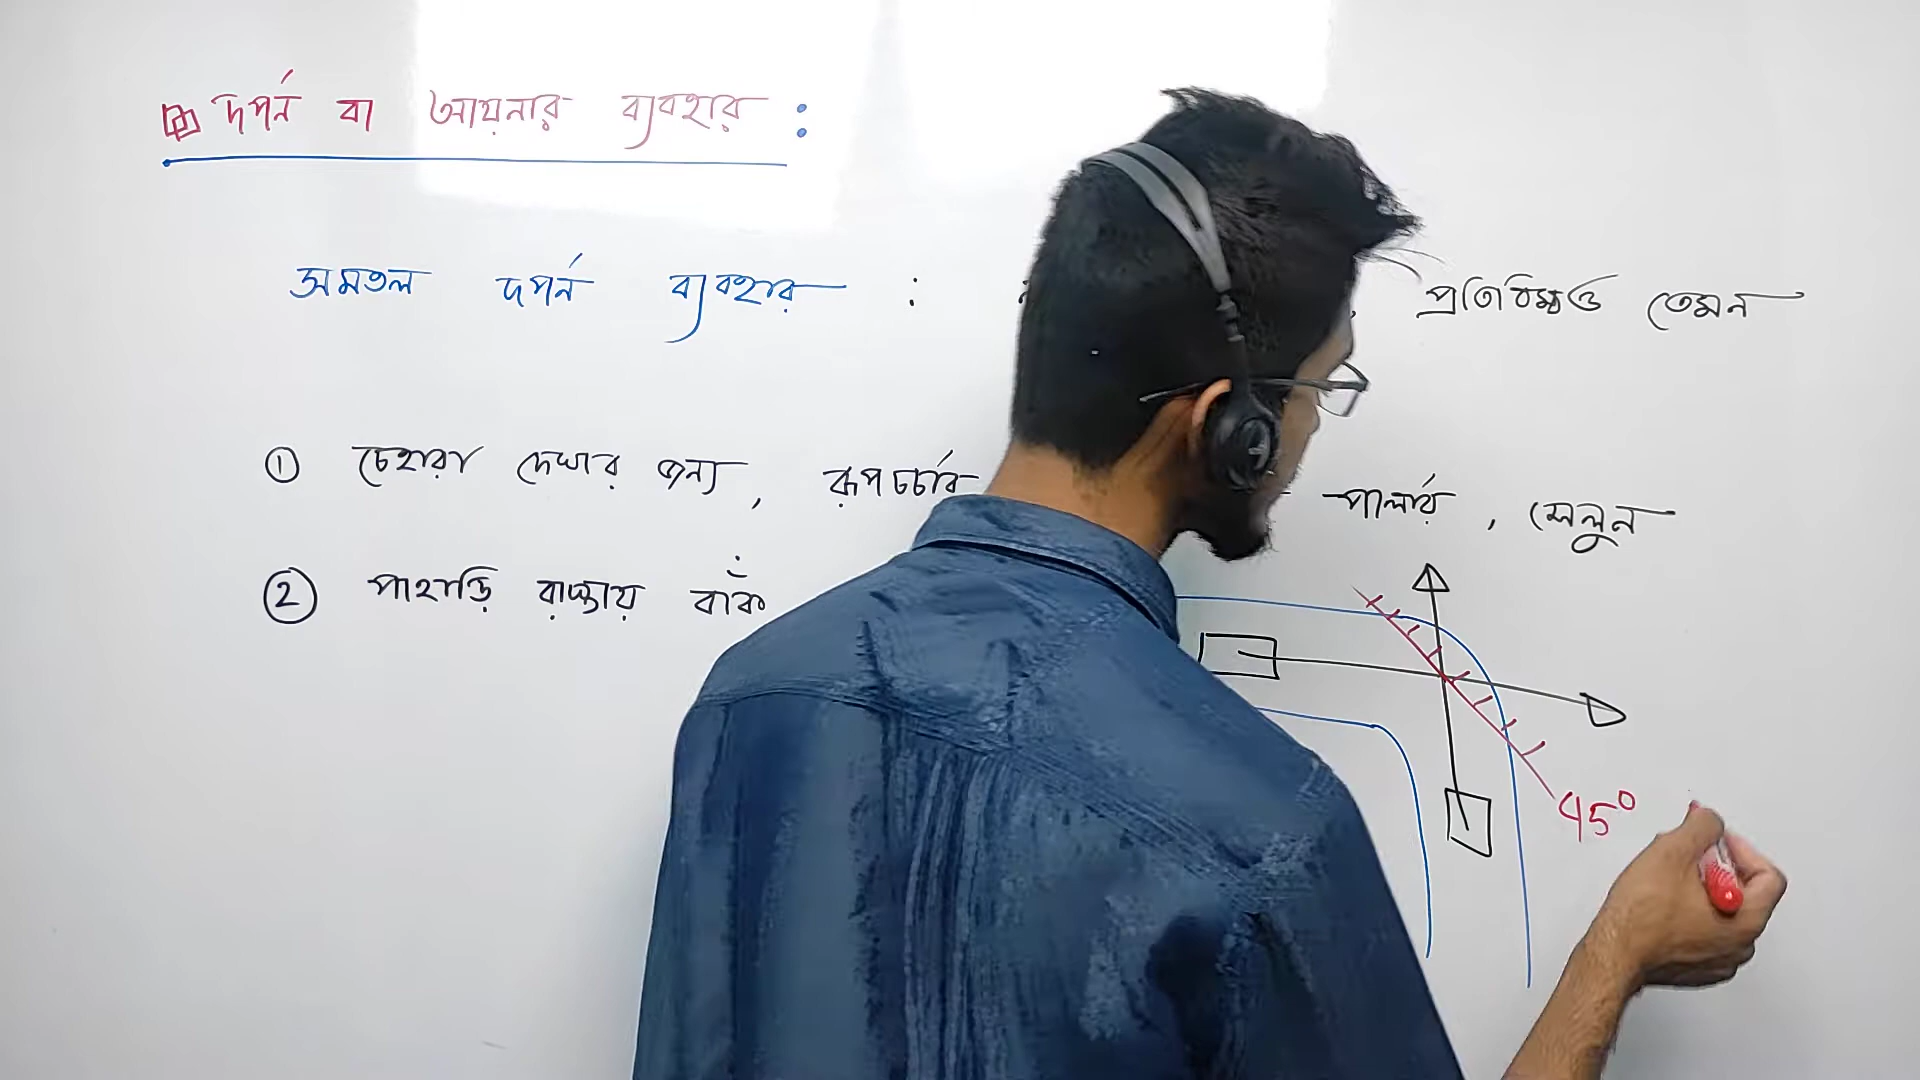 দর্পন বা আয়নার ব্যবহার :
সমতল দর্পন ব্যবহার : প্রতিবিম্বও তেমন
① চেহারা দেখার জন্য, রূপচর্চার পার্লার, সেলুন
② পাহাড়ি রাস্তায় বাঁক
45°